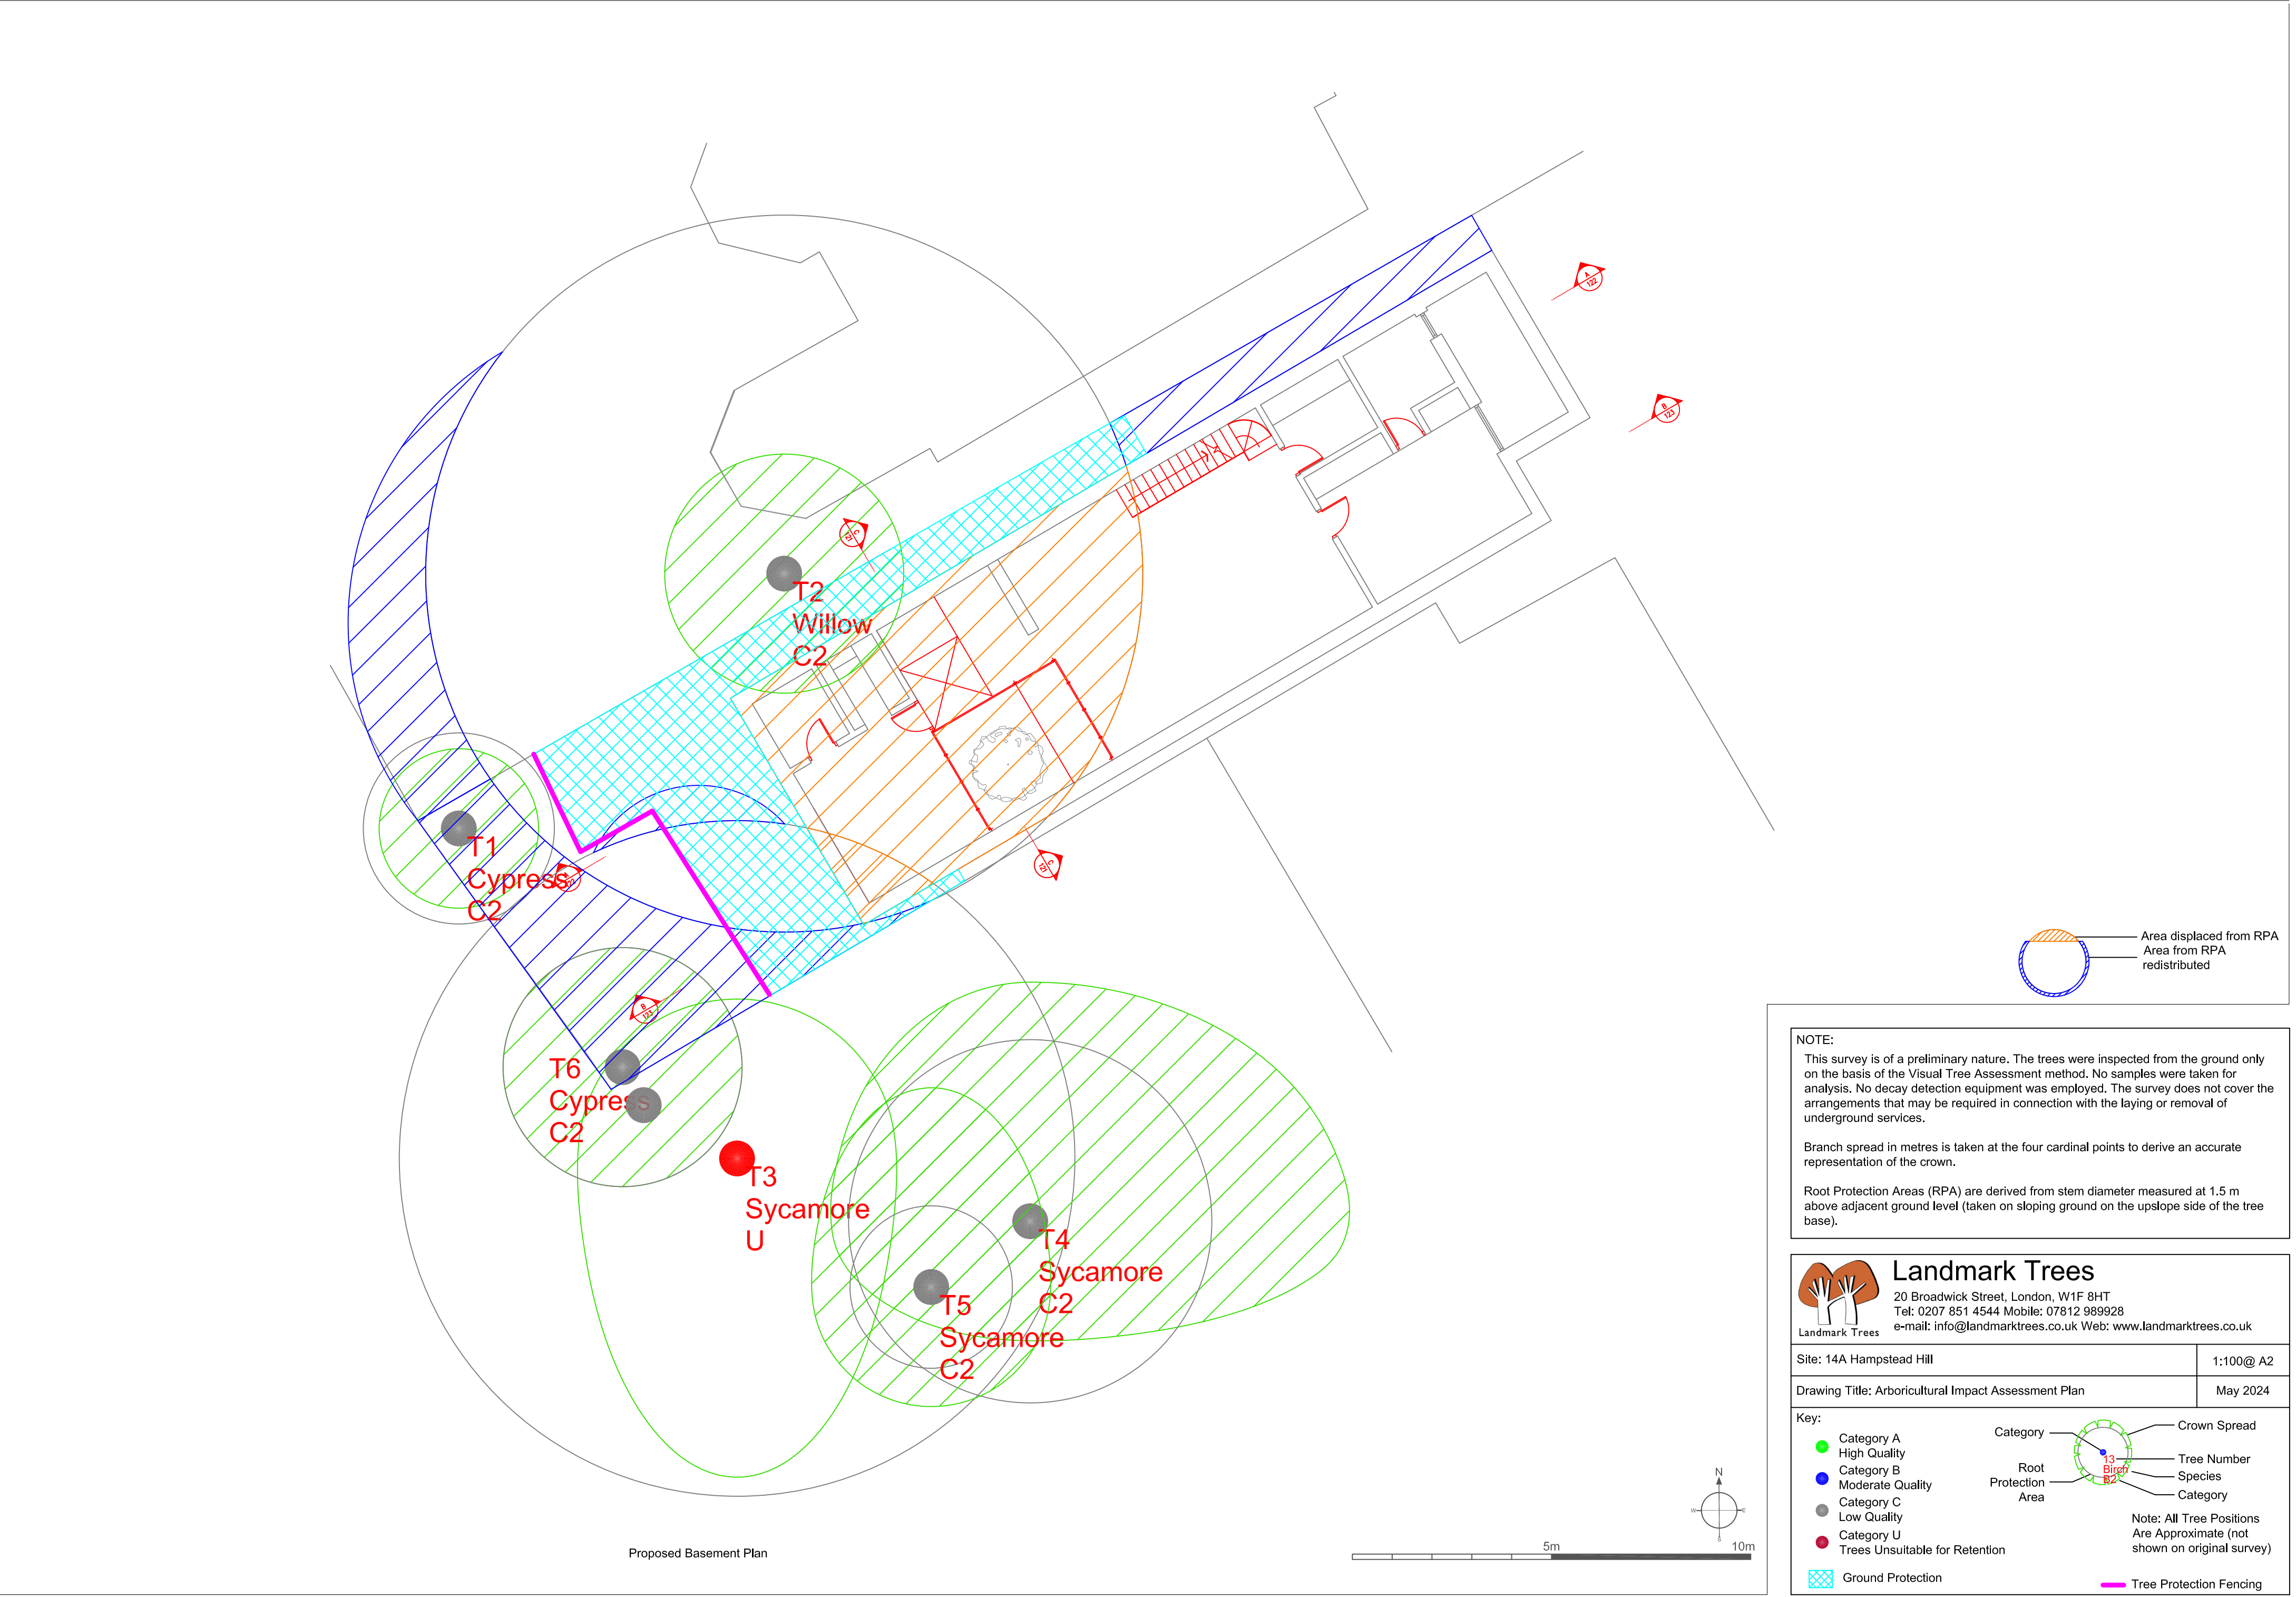 A
122
B
123
C
121
T2
Willow
C2
T1
Cypress
C2
C
121
T6
Cypress
C2
B
123
T3
Sycamore
U
T4
Sycamore
C2
T5
Sycamore
C2
Proposed Basement Plan
N
W
E
S
5m
10m
Area displaced from RPA
Area from RPA
redistributed
NOTE:
This survey is of a preliminary nature. The trees were inspected from the ground only
on the basis of the Visual Tree Assessment method. No samples were taken for
analysis. No decay detection equipment was employed. The survey does not cover the
arrangements that may be required in connection with the laying or removal of
underground services.
Branch spread in metres is taken at the four cardinal points to derive an accurate
representation of the crown.
Root Protection Areas (RPA) are derived from stem diameter measured at 1.5 m
above adjacent ground level (taken on sloping ground on the upslope side of the tree
base).
Landmark Trees
Landmark Trees
20 Broadwick Street, London, W1F 8HT
Tel: 0207 851 4544 Mobile: 07812 989928
e-mail: info@landmarktrees.co.uk Web: www.landmarktrees.co.uk
Site: 14A Hampstead Hill
1:100@ A2
Drawing Title: Arboricultural Impact Assessment Plan
May 2024
Key:
Category A
High Quality
Category B
Moderate Quality
Category C
Low Quality
Category U
Trees Unsuitable for Retention
Ground Protection
Category
Root
Protection
Area
13
Birch
B2
Crown Spread
Tree Number
Species
Category
Note: All Tree Positions
Are Approximate (not
shown on original survey)
Tree Protection Fencing